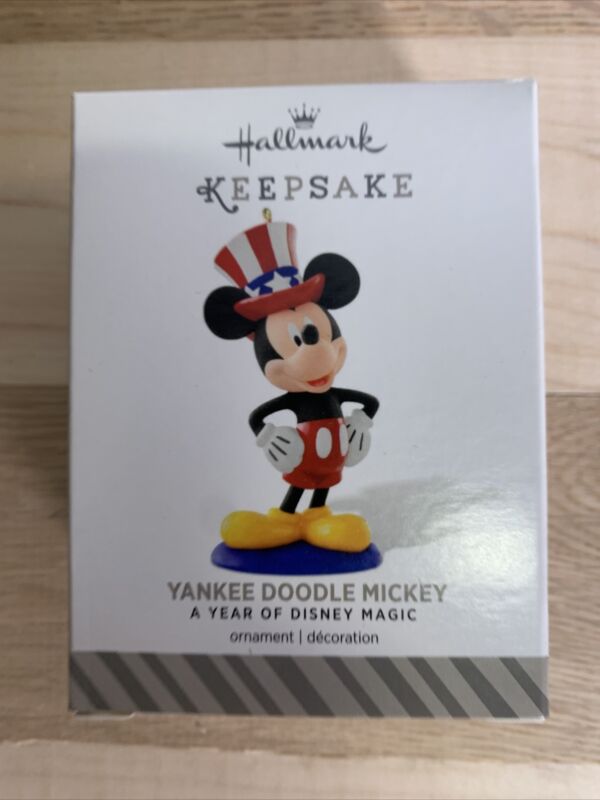 Hallmark
KEEPSAKE
YANKEE DOODLE MICKEY
A YEAR OF DISNEY MAGIC
ornament | décoration